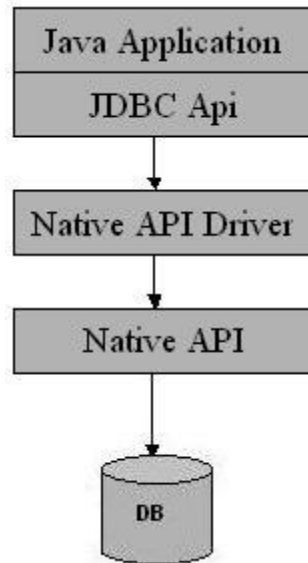 Java Application
JDBC Api
Native API Driver
Native API
DB